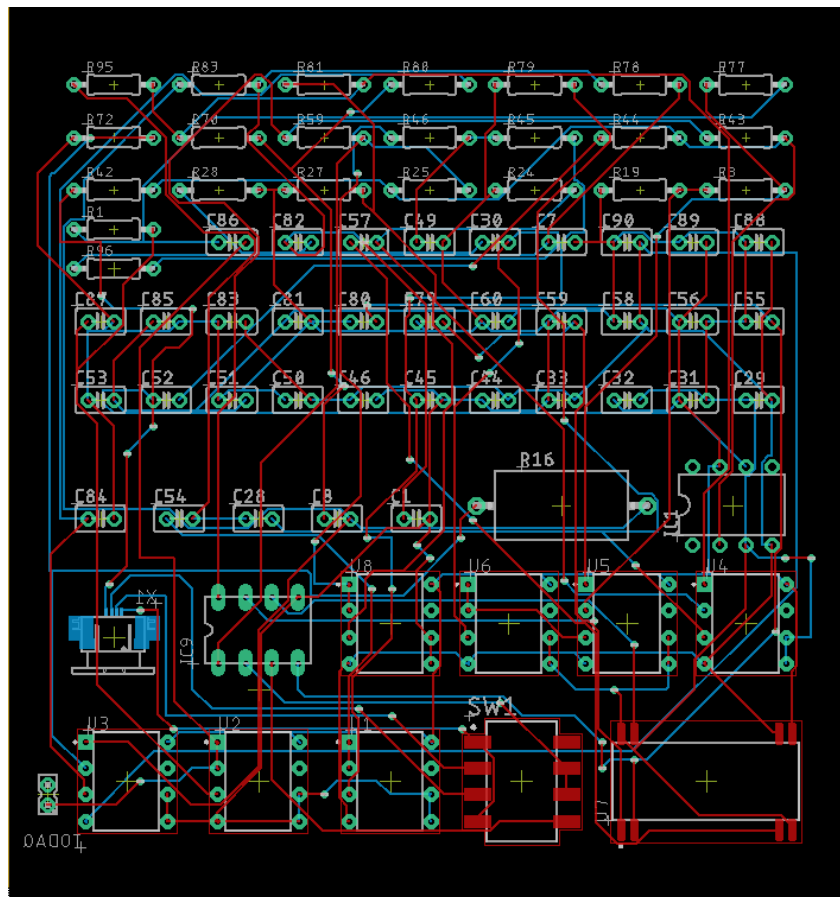 R95 R83 R81 R80 R79 R78 R77
R72 R70 R59 R46 R45 R44 R43
R42 R28 R27 R25 R24 R19 R3
R1
C86 C82 C57 C49 C30 C7 C90 C89 C88
R96
C87 C85 C83 C81 C80 C79 C60 C59 C58 C56 C55
C53 C52 C51 C50 C46 C45 C44 C33 C32 C31 C29
R16
C84 C54 C28 C8 C1
U8 U6 U5 U4
X1
IC9
SW1
U3 U2 U1
U7